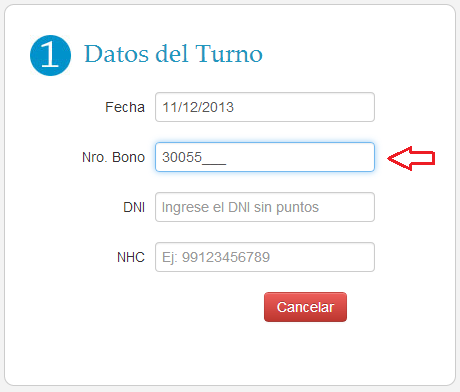 1 Datos del Turno
Fecha 11/12/2013
Nro. Bono 30055___
DNI Ingrese el DNI sin puntos
NHC Ej: 99123456789
Cancelar